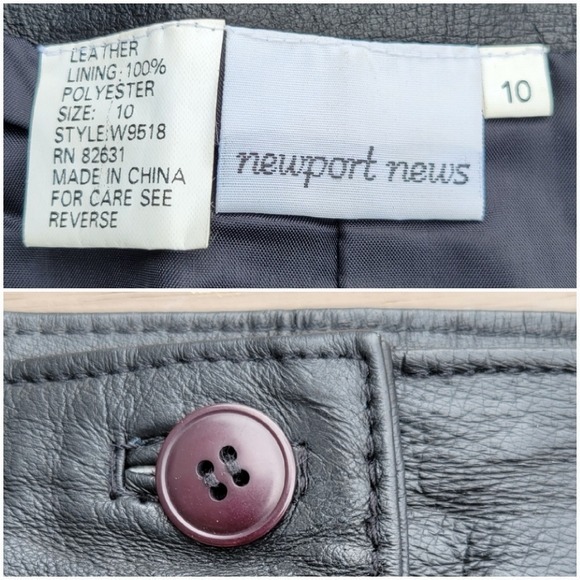 LEATHER
LINING: 100%
POLYESTER
SIZE: 10
STYLE:W9518
RN 82631
MADE IN CHINA
FOR CARE SEE
REVERSE
newport news
10